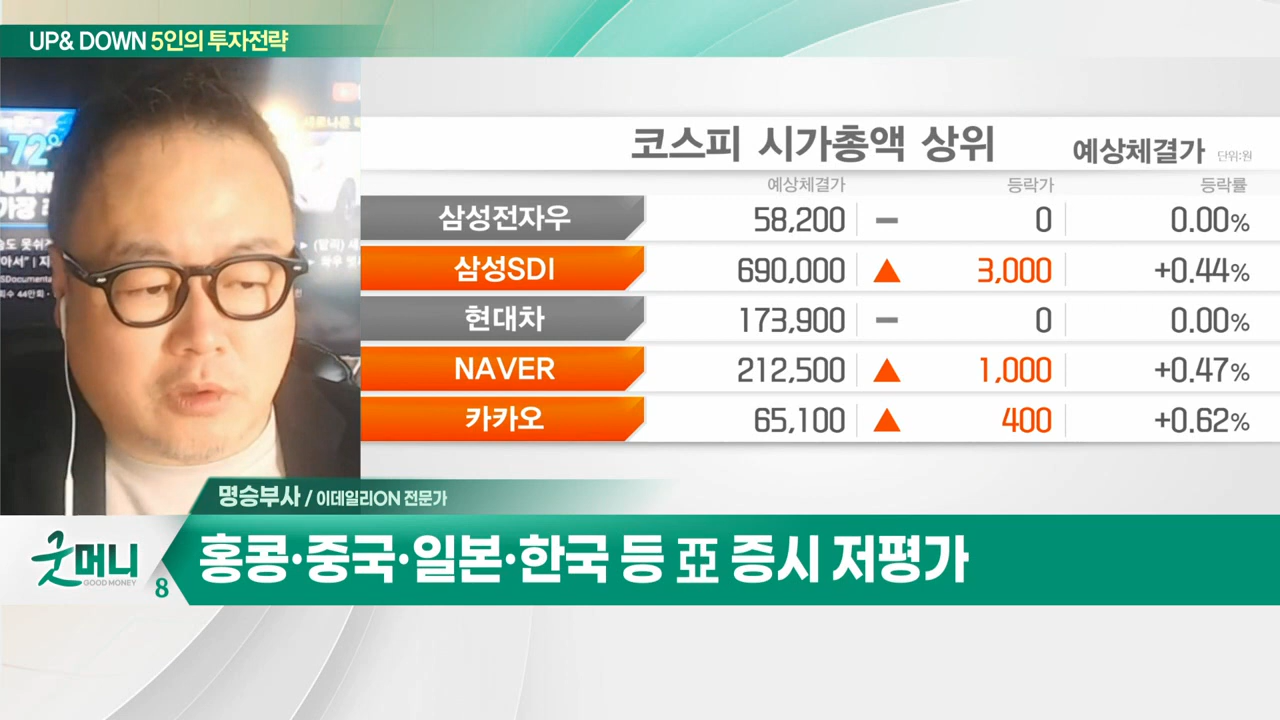 UP& DOWN 5인의 투자전략
코스피 시가총액 상위 예상체결가 단위:원
예상체결가 등락가 등락률
삼성전자우 58,200 0 0.00%
삼성SDI 690,000 ▲ 3,000 +0.44%
현대차 173,900 0 0.00%
NAVER 212,500 ▲ 1,000 +0.47%
카카오 65,100 ▲ 400 +0.62%
-72°
가장
명승부사 / 이데일리ON 전문가
굿머니
GOOD MONEY
8
홍콩·중국·일본·한국 등 亞 증시 저평가